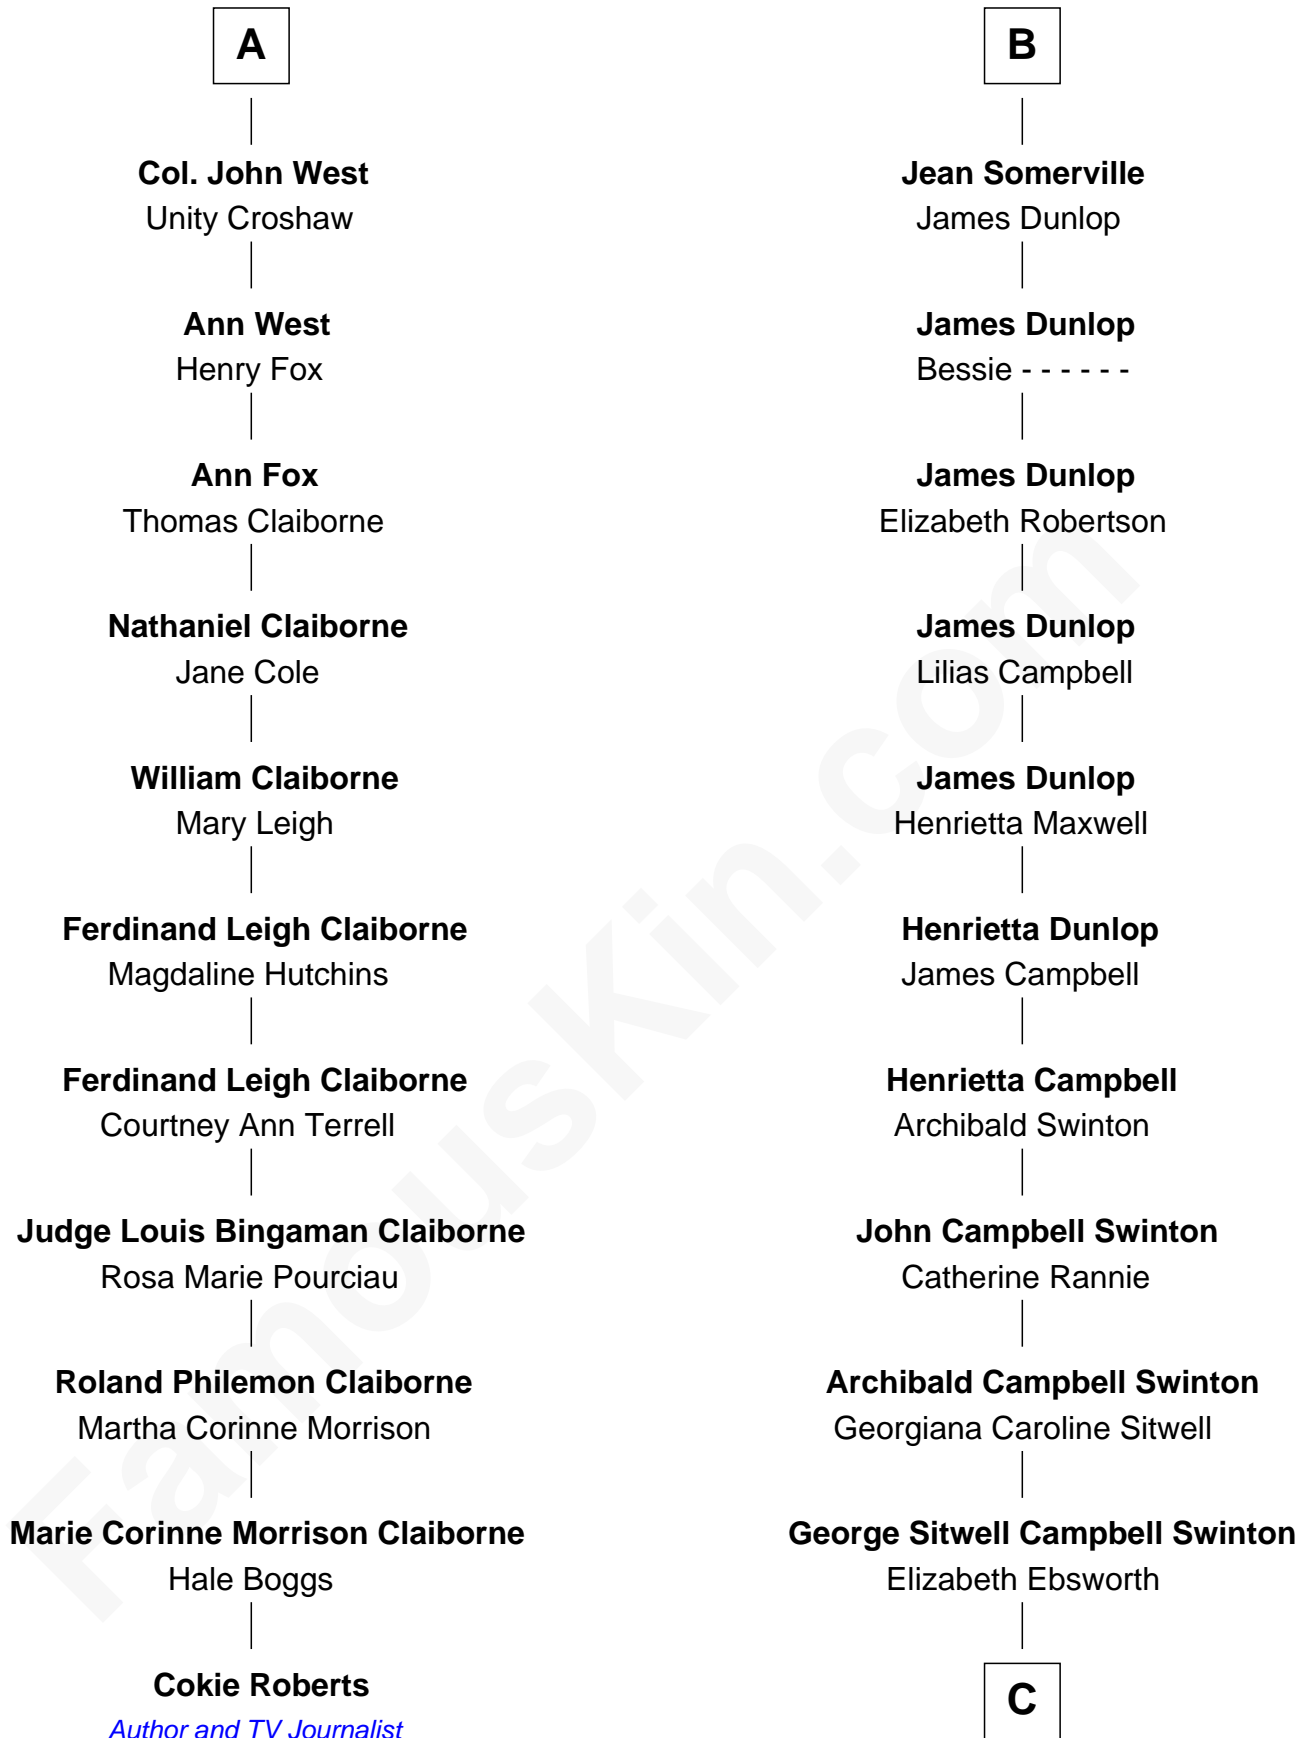 A
Col. John West
Unity Croshaw
Ann West
Henry Fox
Ann Fox
Thomas Claiborne
Nathaniel Claiborne
Jane Cole
William Claiborne
Mary Leigh
Ferdinand Leigh Claiborne
Magdaline Hutchins
Ferdinand Leigh Claiborne
Courtney Ann Terrell
Judge Louis Bingaman Claiborne
Rosa Marie Pourciau
Roland Philemon Claiborne
Martha Corinne Morrison
Marie Corinne Morrison Claiborne
Hale Boggs
Cokie Roberts
Author and TV Journalist
B
Jean Somerville
James Dunlop
James Dunlop
Bessie - - - - - -
James Dunlop
Elizabeth Robertson
James Dunlop
Lilias Campbell
James Dunlop
Henrietta Maxwell
Henrietta Dunlop
James Campbell
Henrietta Campbell
Archibald Swinton
John Campbell Swinton
Catherine Rannie
Archibald Campbell Swinton
Georgiana Caroline Sitwell
George Sitwell Campbell Swinton
Elizabeth Ebsworth
C
FamousKin.com